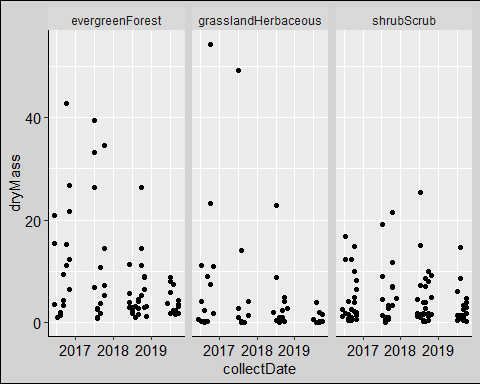 evergreenForest grasslandHerbaceous shrubScrub
40
20
0
dryMass
2017 2018 2019 2017 2018 2019 2017 2018 2019
collectDate